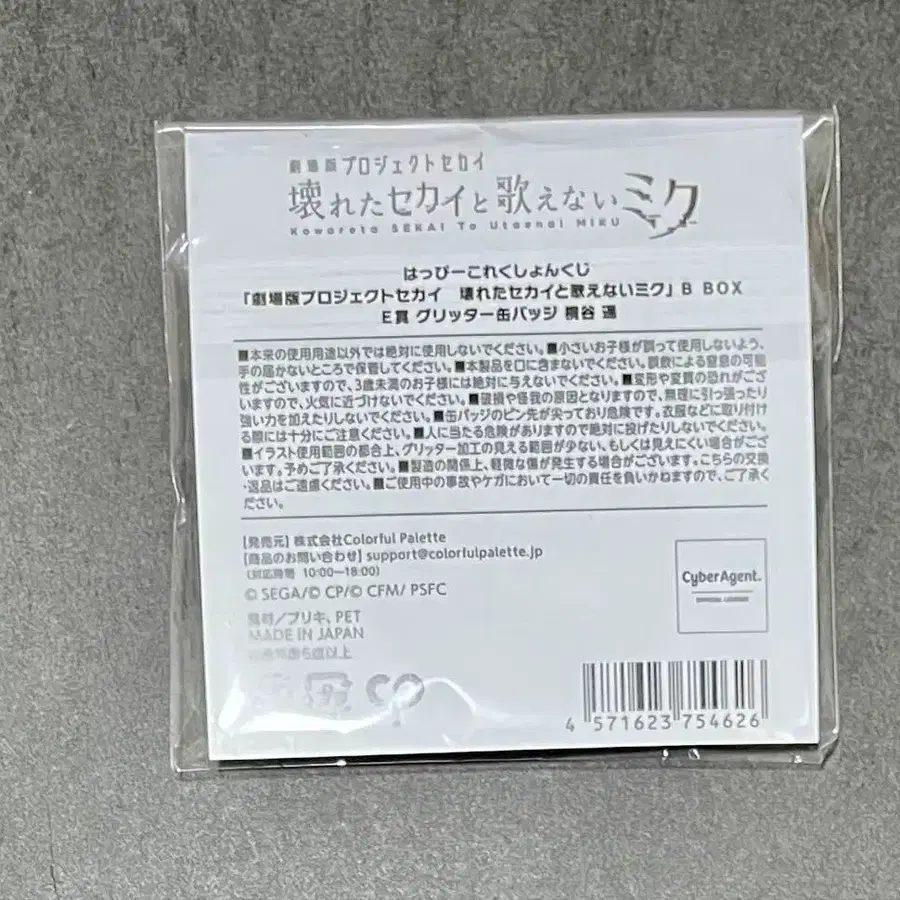 劇場版プロジェクトセカイ
壊れたセカイと歌えないミク
Kowareta SEKAI To Utaenai MIKU
はっぴーこれくしょんくじ
「劇場版プロジェクトセカイ　壊れたセカイと歌えないミク」B BOX
E賞 グリッター缶バッジ 桐谷 遥
■本来の使用用途以外では絶対に使用しないでください。■小さいお子様が誤って使用しないよう、
手の届かないところで保管してください。■本製品を口に含まないでください。誤飲による窒息の可能
性がございますので、3歳未満のお子様には絶対に与えないでください。■変形や変質の恐れがござ
いますので、火気に近づけないでください。■破損や怪我の原因となりますので、無理に引っ張ったり
強い力を加えたりしないでください。■缶バッジのピン先が尖っており危険です。衣服などに取り付け
る際には十分にご注意ください。■人に当たる危険がありますので絶対に投げたりしないでください。
■イラスト使用範囲の都合上、グリッター加工の見える範囲が少ない、もしくは見えにくい場合がござ
います。予めご了承ください。■製造の関係上、軽微な傷が発生する場合がございます。こちらの交換
・返品はご遠慮ください。■ご使用中の事故やケガにおいて一切の責任を負いかねますので、ご了承く
ださい。
[発売元] 株式会社Colorful Palette
[商品のお問い合わせ] support@colorfulpalette.jp
(対応時間 10:00-18:00)
© SEGA/© CP/© CFM/ PSFC
素材/ブリキ、PET
MADE IN JAPAN
対象年齢6歳以上
CyberAgent.
OFFICIAL LICENSEE
プラ
CP
4 571623 754626